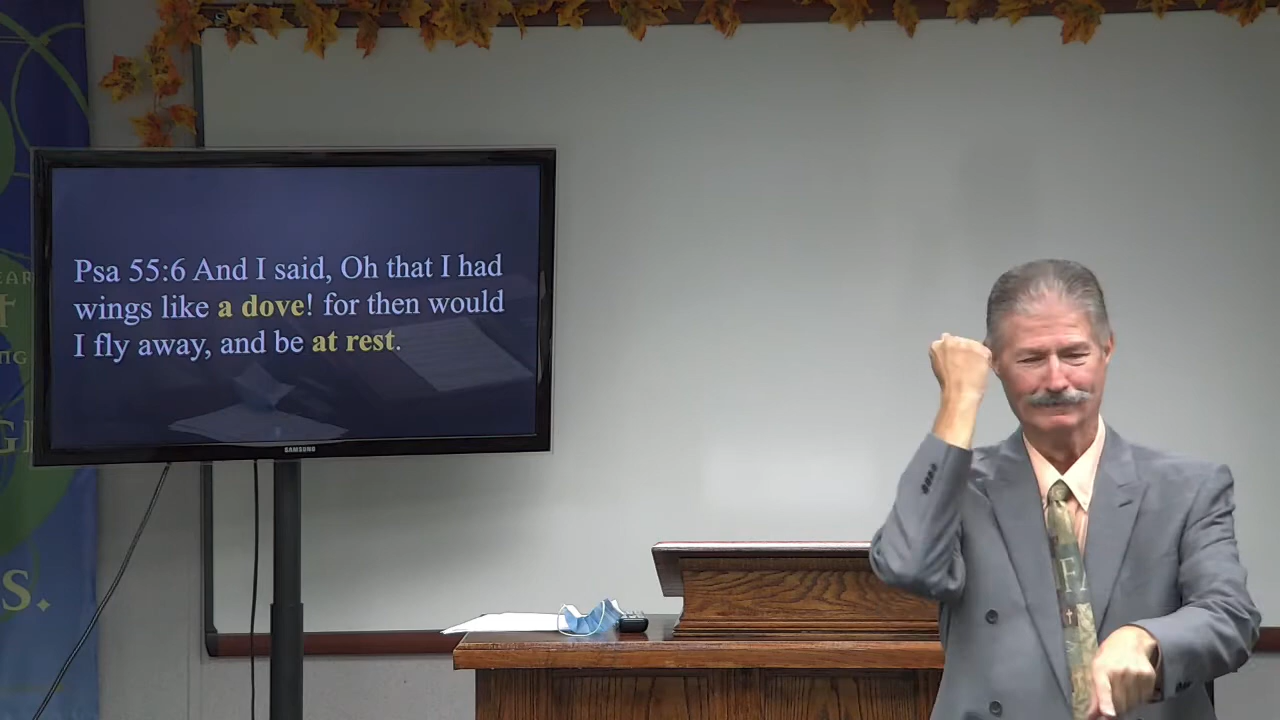 Psa 55:6 And I said, Oh that I had
wings like a dove! for then would
I fly away, and be at rest.
SAMSUNG